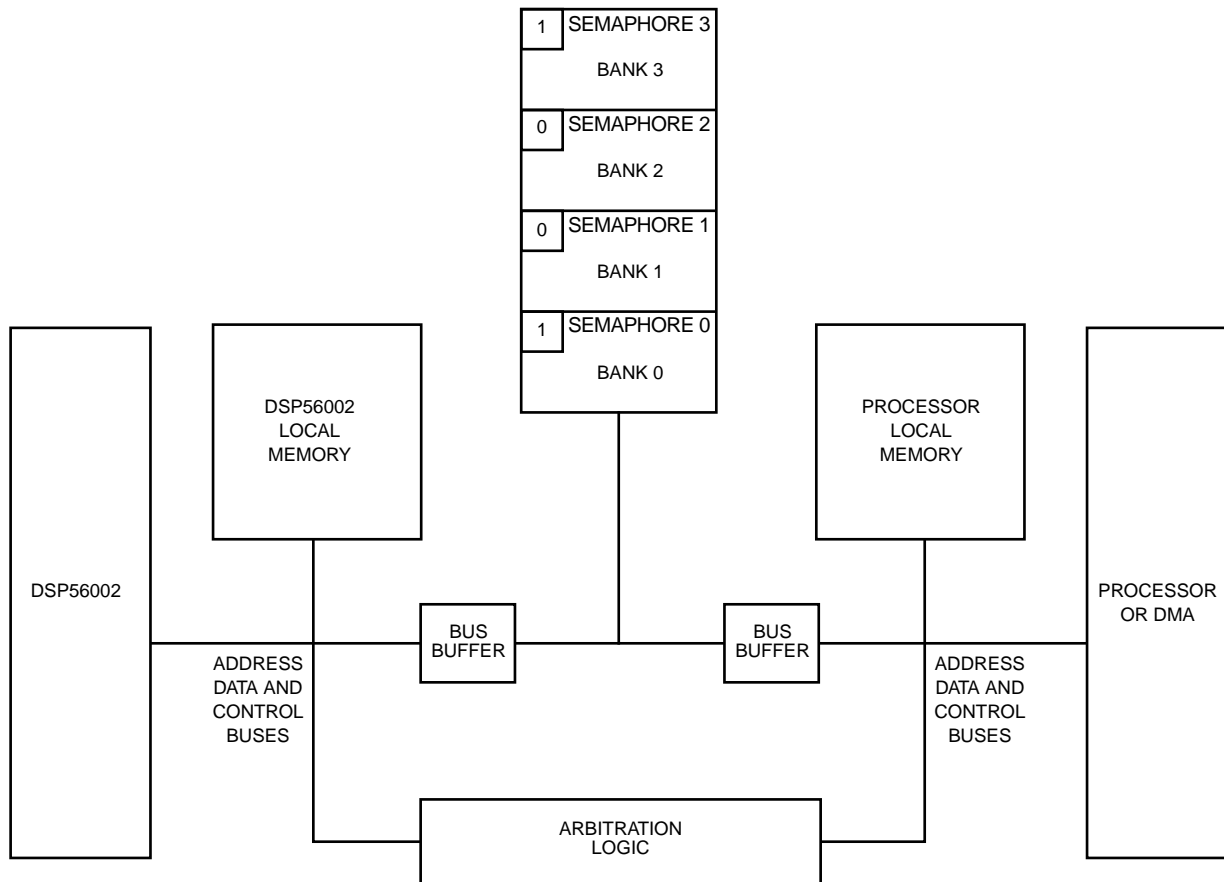 1 SEMAPHORE 3
BANK 3
0 SEMAPHORE 2
BANK 2
0 SEMAPHORE 1
BANK 1
1 SEMAPHORE 0
BANK 0
DSP56002
LOCAL
MEMORY
PROCESSOR
LOCAL
MEMORY
DSP56002
BUS
BUFFER
BUS
BUFFER
PROCESSOR
OR DMA
ADDRESS
DATA AND
CONTROL
BUSES
ADDRESS
DATA AND
CONTROL
BUSES
ARBITRATION
LOGIC